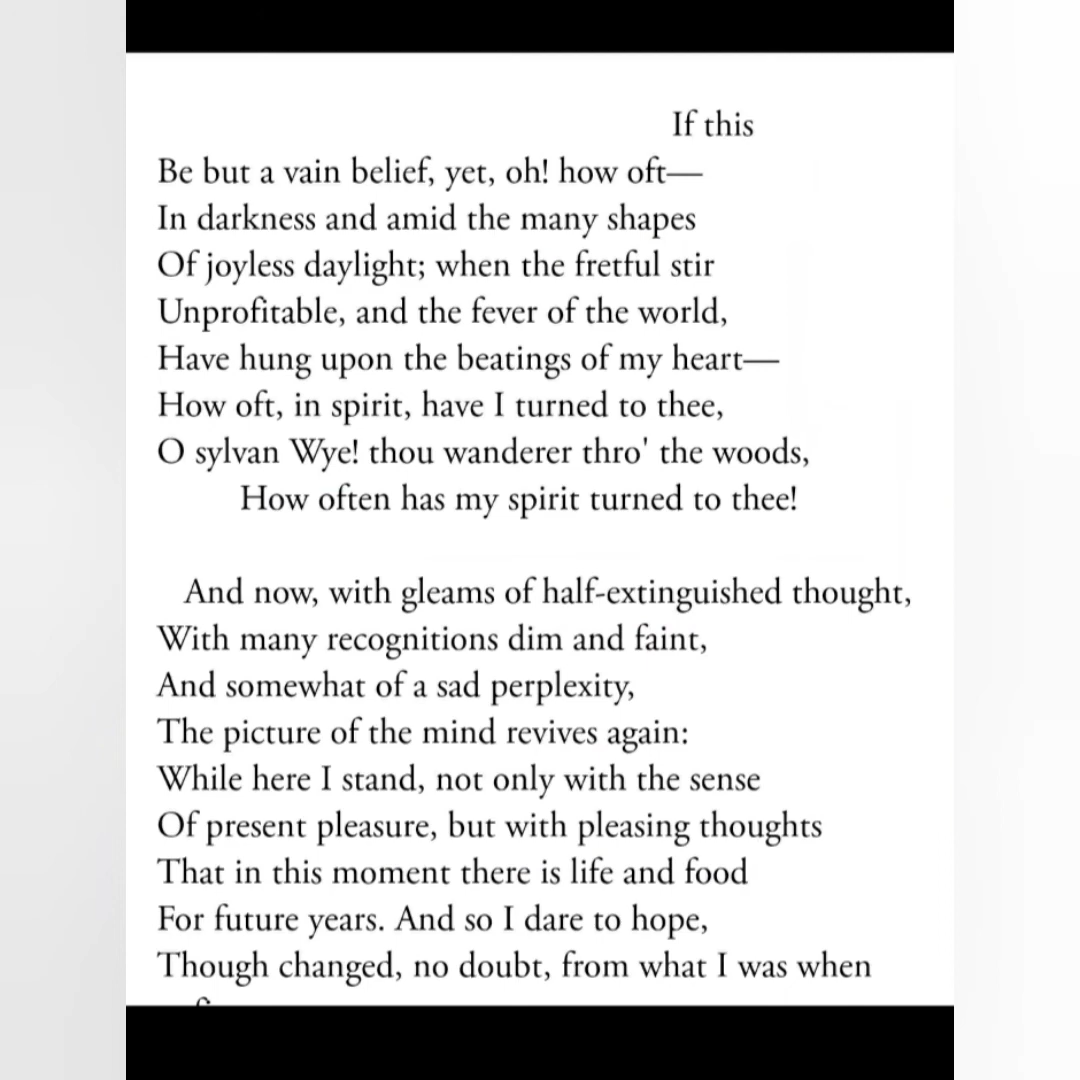 If this
Be but a vain belief, yet, oh! how oft—
In darkness and amid the many shapes
Of joyless daylight; when the fretful stir
Unprofitable, and the fever of the world,
Have hung upon the beatings of my heart—
How oft, in spirit, have I turned to thee,
O sylvan Wye! thou wanderer thro' the woods,
How often has my spirit turned to thee!
And now, with gleams of half-extinguished thought,
With many recognitions dim and faint,
And somewhat of a sad perplexity,
The picture of the mind revives again:
While here I stand, not only with the sense
Of present pleasure, but with pleasing thoughts
That in this moment there is life and food
For future years. And so I dare to hope,
Though changed, no doubt, from what I was when